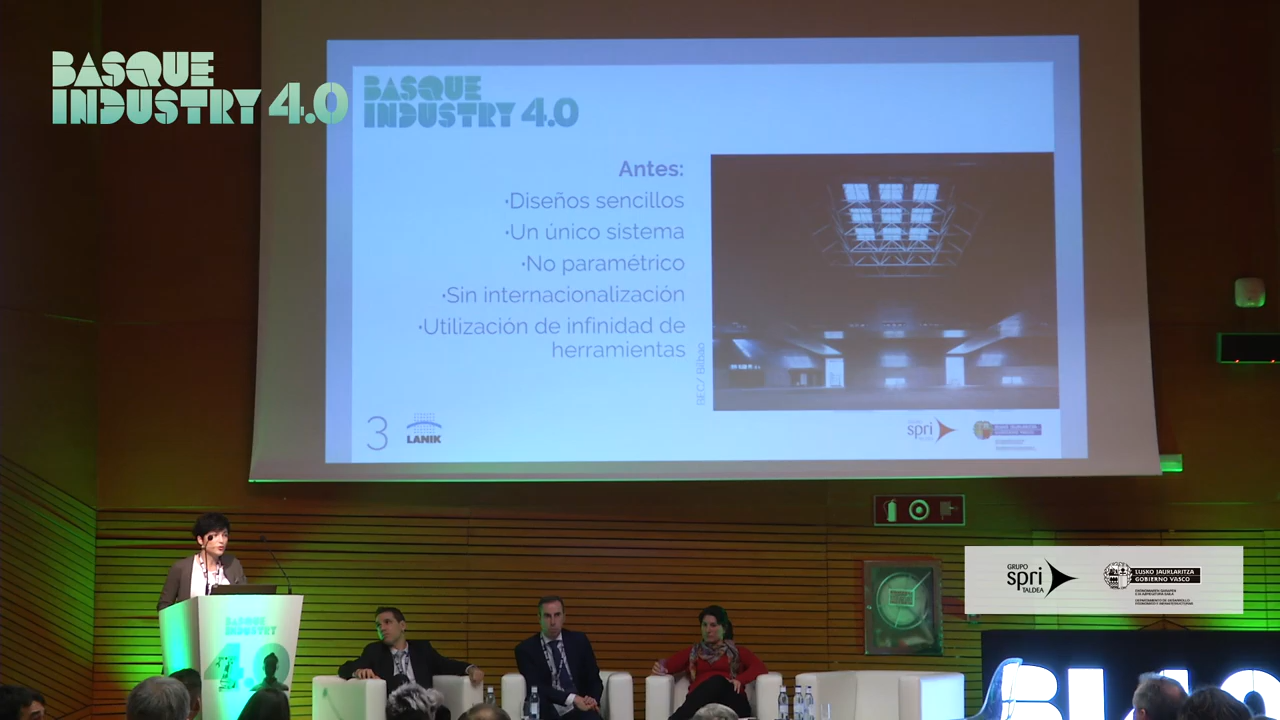 BASQUE
INDUSTRY 4.0
BASQUE
INDUSTRY 4.0
Antes:
·Diseños sencillos
·Un único sistema
·No paramétrico
·Sin internacionalización
·Utilización de infinidad de
herramientas
BEC/ Bilbao
3
LANIK
spri
GRUPO
spri
TALDEA
EUSKO JAURLARITZA
GOBIERNO VASCO
BASQUE
INDUSTRY
4.0